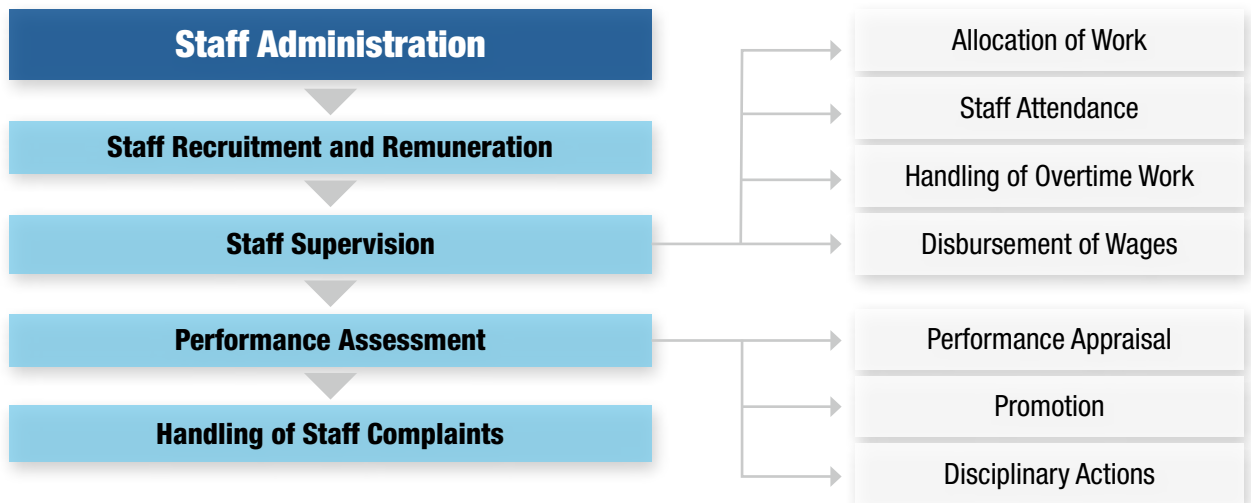 Staff Administration
Staff Recruitment and Remuneration
Staff Supervision
Performance Assessment
Handling of Staff Complaints
Allocation of Work
Staff Attendance
Handling of Overtime Work
Disbursement of Wages
Performance Appraisal
Promotion
Disciplinary Actions